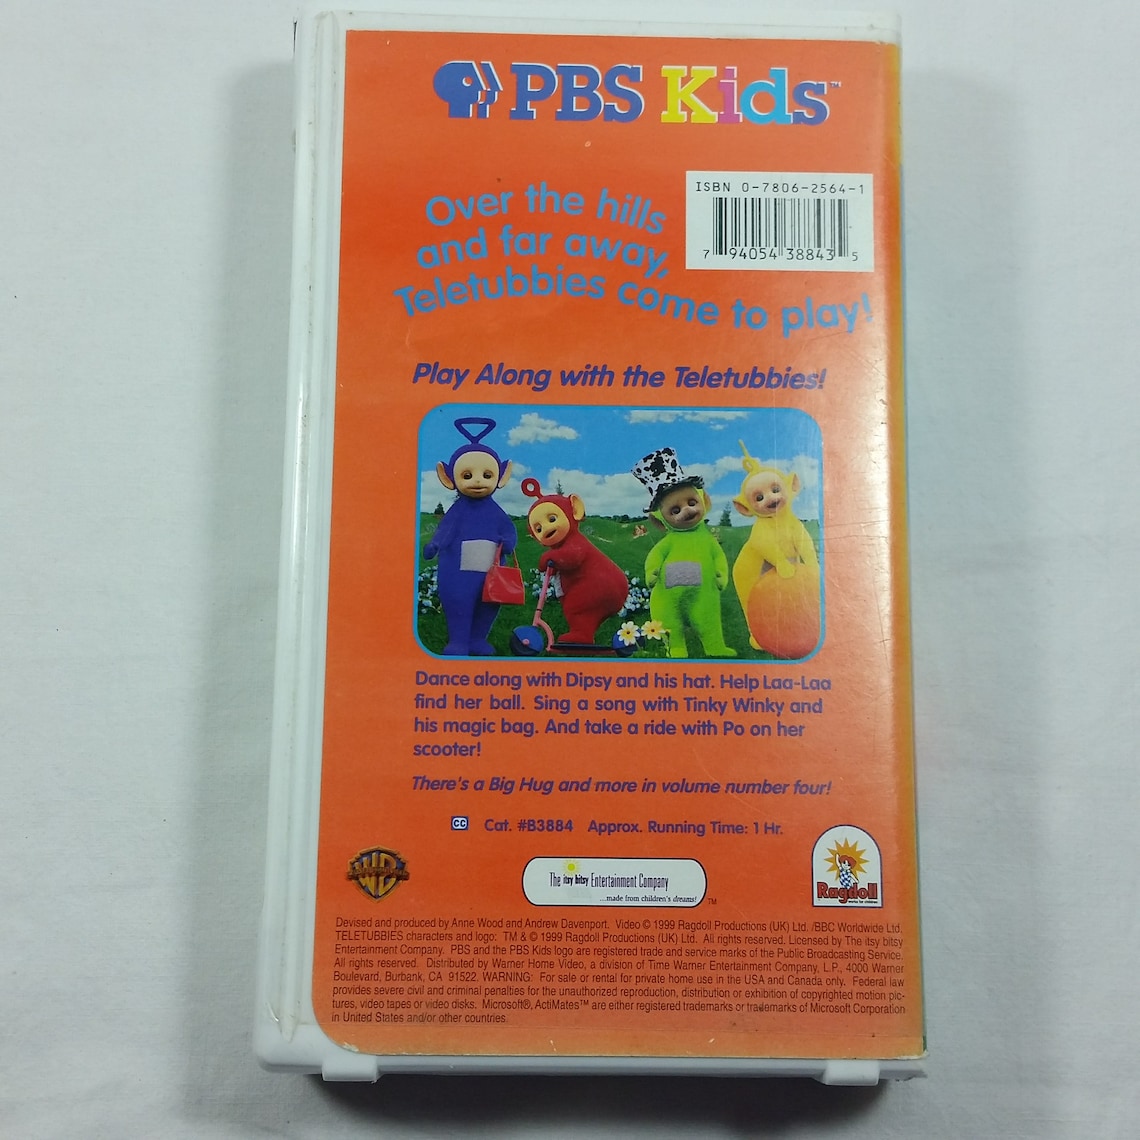 PBS Kids™
ISBN 0-7806-2564-1
7 94054 38843 5
Over the hills
and far away,
Teletubbies come to play!
Play Along with the Teletubbies!
Dance along with Dipsy and his hat. Help Laa-Laa
find her ball. Sing a song with Tinky Winky and
his magic bag. And take a ride with Po on her
scooter!
There's a Big Hug and more in volume number four!
CC Cat. #B3884 Approx. Running Time: 1 Hr.
WB
The itsy bitsy Entertainment Company
...made from children's dreams! ™
Ragdoll
works for children
Devised and produced by Anne Wood and Andrew Davenport. Video © 1999 Ragdoll Productions (UK) Ltd. /BBC Worldwide Ltd.
TELETUBBIES characters and logo: TM & © 1999 Ragdoll Productions (UK) Ltd. All rights reserved. Licensed by The itsy bitsy
Entertainment Company. PBS and the PBS Kids logo are registered trade and service marks of the Public Broadcasting Service.
All rights reserved. Distributed by Warner Home Video, a division of Time Warner Entertainment Company, L.P., 4000 Warner
Boulevard, Burbank, CA 91522. WARNING: For sale or rental for private home use in the USA and Canada only. Federal law
provides severe civil and criminal penalties for the unauthorized reproduction, distribution or exhibition of copyrighted motion pic-
tures, video tapes or video disks. Microsoft®, ActiMates™ are either registered trademarks or trademarks of Microsoft Corporation
in United States and/or other countries.